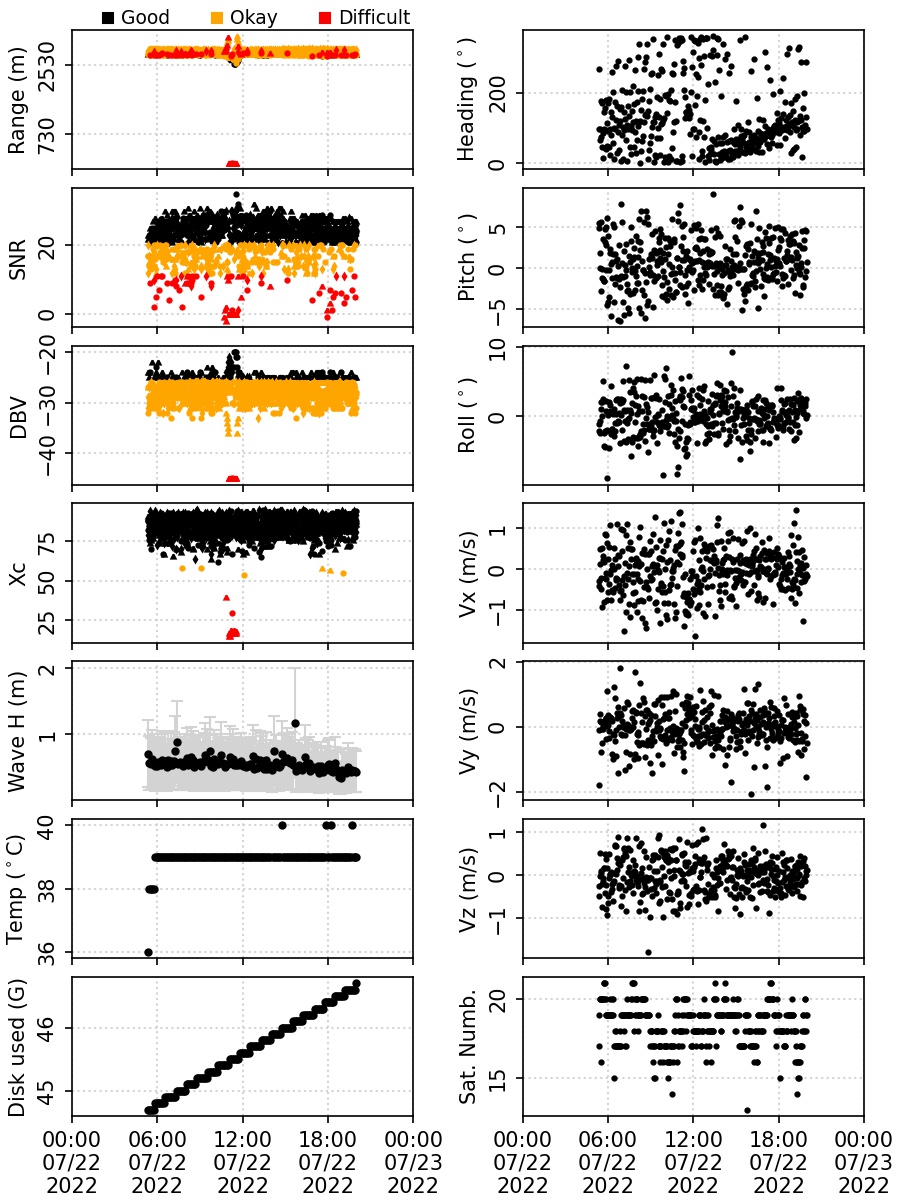 Good Okay Difficult
Range (m)
2530
730
Heading (°)
200
0
SNR
20
0
Pitch (°)
5
0
−5
DBV
−20
−30
−40
Roll (°)
10
0
Xc
75
50
25
Vx (m/s)
1
0
−1
Wave H (m)
2
1
Vy (m/s)
2
0
−2
Temp (°C)
40
38
36
Vz (m/s)
1
0
−1
Disk used (G)
46
45
Sat. Numb.
20
15
00:00 06:00 12:00 18:00 00:00
07/22 07/22 07/22 07/22 07/23
2022 2022 2022 2022 2022
00:00 06:00 12:00 18:00 00:00
07/22 07/22 07/22 07/22 07/23
2022 2022 2022 2022 2022